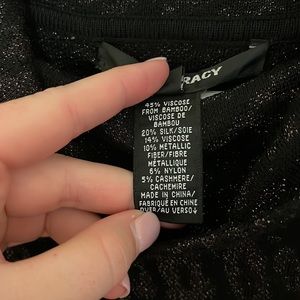 RACY
45% VISCOSE
FROM BAMBOO/
VISCOSE DE
BAMBOU
20% SILK/SOIE
14% VISCOSE
10% METALLIC
FIBER/FIBRE
MÉTALLIQUE
6% NYLON
5% CASHMERE/
CACHEMIRE
MADE IN CHINA/
FABRIQUÉ EN CHINE
OVER/AU VERSO↓